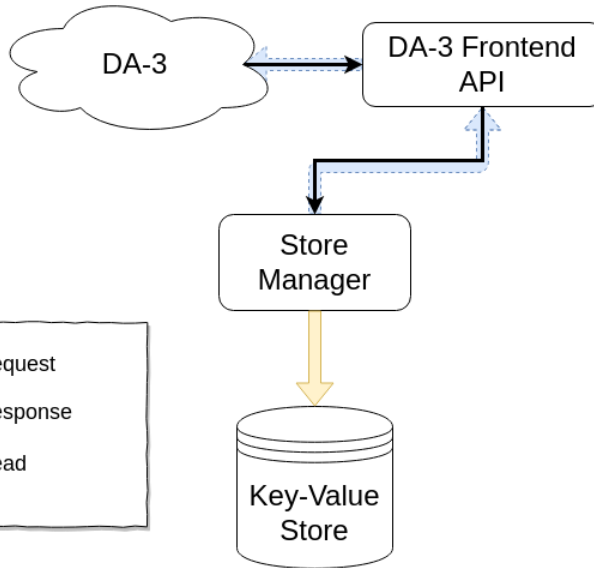 DA-3
DA-3 Frontend
API
Store
Manager
equest
esponse
ead
Key-Value
Store